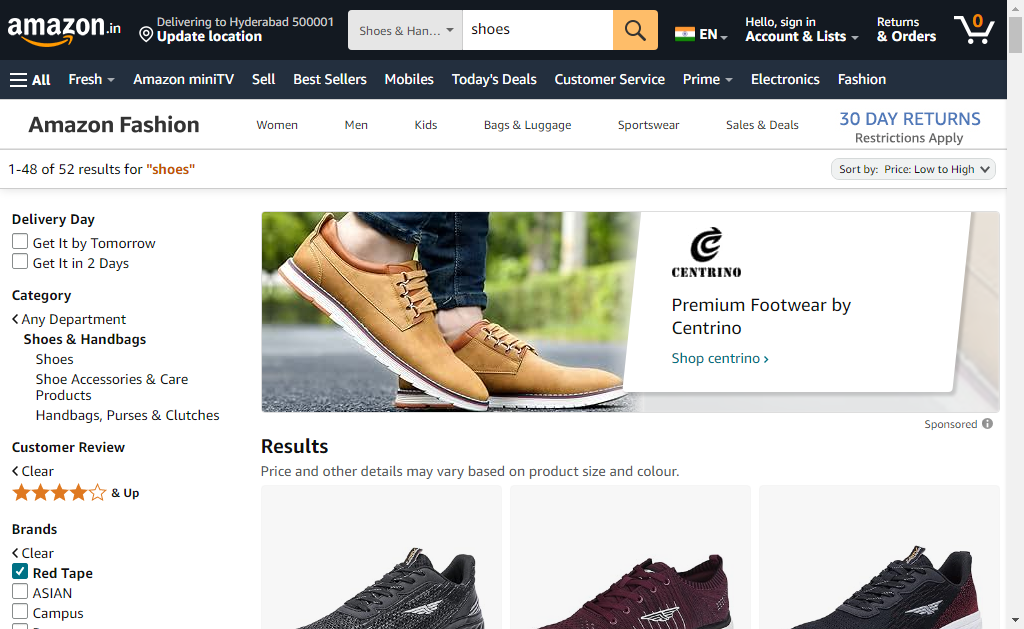 amazon.in
Delivering to Hyderabad 500001
Update location
Shoes & Han...
shoes
EN
Hello, sign in
Account & Lists
Returns
& Orders
0
All
Fresh
Amazon miniTV
Sell
Best Sellers
Mobiles
Today's Deals
Customer Service
Prime
Electronics
Fashion
Amazon Fashion
Women
Men
Kids
Bags & Luggage
Sportswear
Sales & Deals
30 DAY RETURNS
Restrictions Apply
1-48 of 52 results for "shoes"
Sort by: Price: Low to High
Delivery Day
Get It by Tomorrow
Get It in 2 Days
Category
Any Department
Shoes & Handbags
Shoes
Shoe Accessories & Care
Products
Handbags, Purses & Clutches
Customer Review
Clear
& Up
Brands
Clear
Red Tape
ASIAN
Campus
CENTRINO
Premium Footwear by
Centrino
Shop centrino ›
Sponsored
Results
Price and other details may vary based on product size and colour.